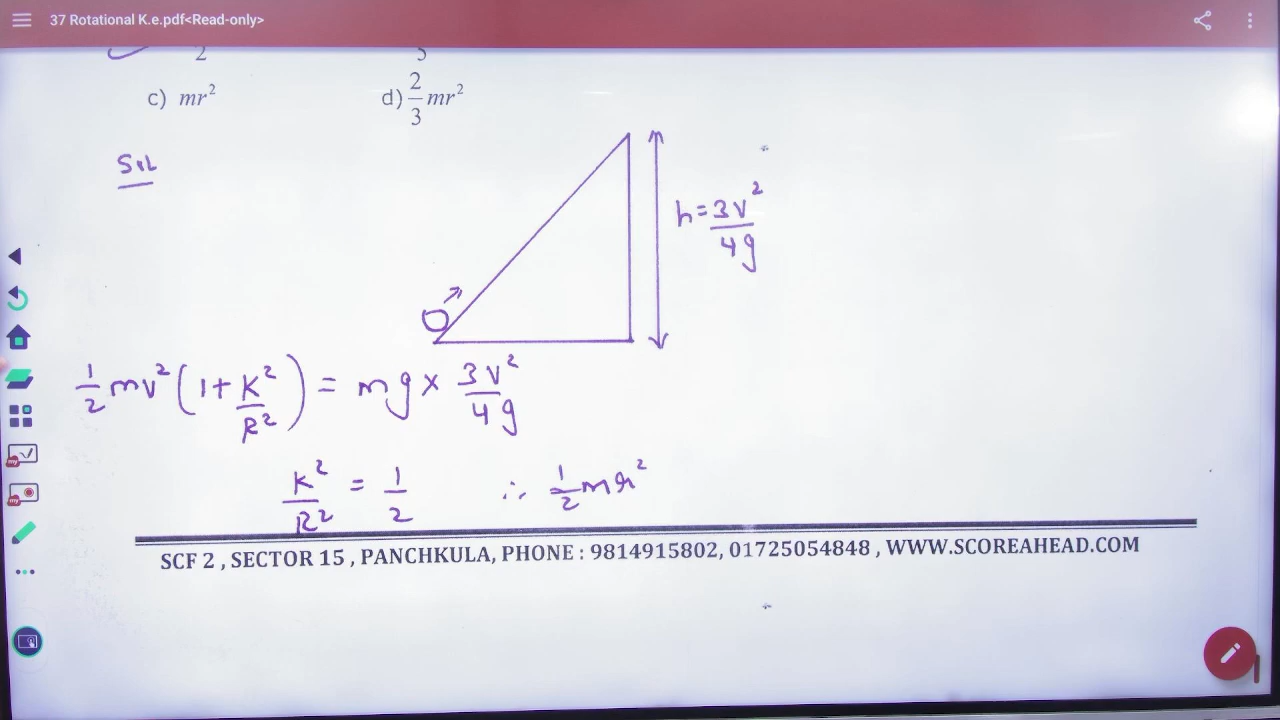 37 Rotational K.e.pdf<Read-only>
2
c) mr²
d) 2/3 mr²
Sol
h = 3v²/4g
1/2 mv² (1 + K²/R²) = mg × 3v²/4g
K²/R² = 1/2 ∴ 1/2 mr²
SCF 2 , SECTOR 15 , PANCHKULA, PHONE : 9814915802, 01725054848 , WWW.SCOREAHEAD.COM